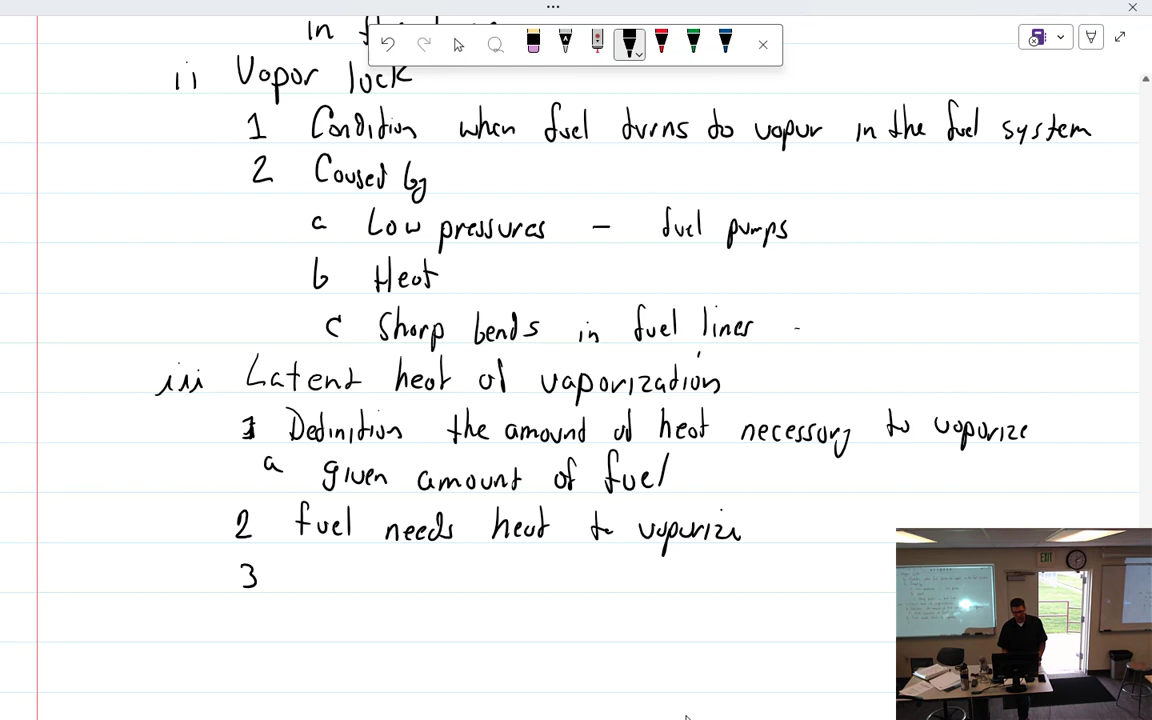 in
ii Vapor lock
1 Condition when fuel turns to vapor in the fuel system
2 Caused by
a Low pressures - fuel pumps
b Heat
c Sharp bends in fuel lines -
iii Latent heat of vaporization
1 Definition the amount of heat necessary to vaporize
a given amount of fuel
2 fuel needs heat to vaporize
3
EXIT